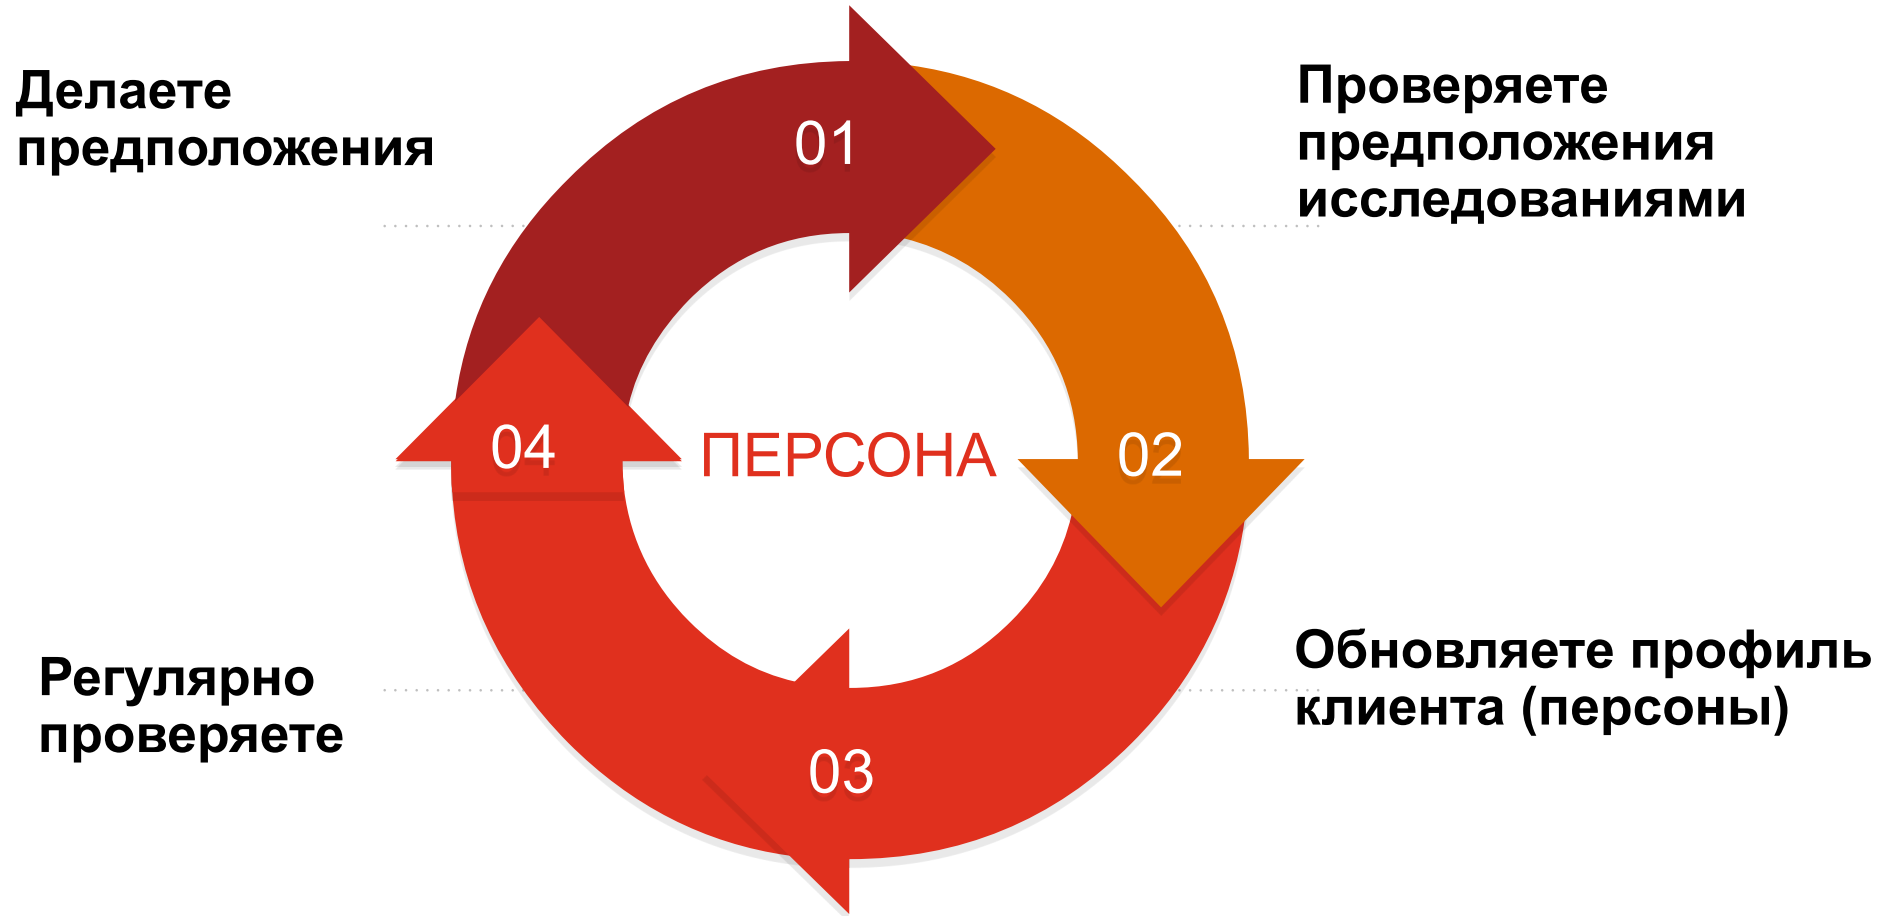 Делаете
предположения
01
Проверяете
предположения
исследованиями
04
ПЕРСОНА
02
Регулярно
проверяете
03
Обновляете профиль
клиента (персоны)